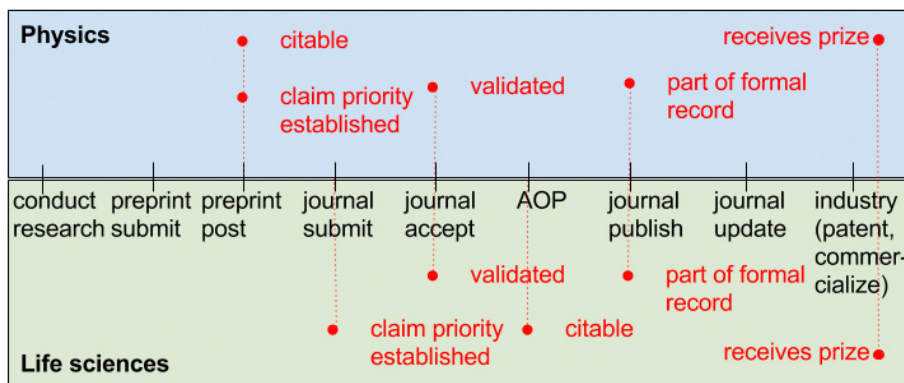 Physics
citable
receives prize
claim priority
established
validated
part of formal
record
conduct
research
preprint
submit
preprint
post
journal
submit
journal
accept
AOP
journal
publish
journal
update
industry
(patent,
commer-
cialize)
validated
part of formal
record
claim priority
established
citable
receives prize
Life sciences